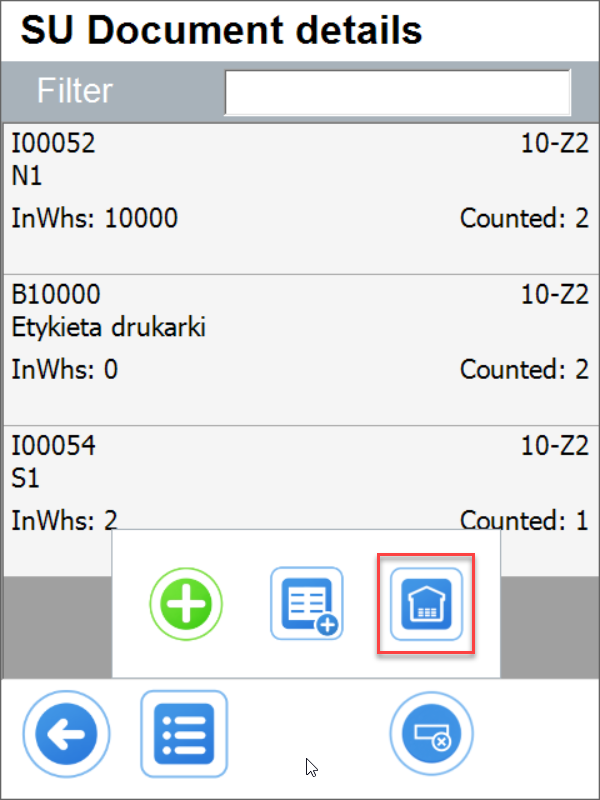 SU Document details
Filter
I00052 10-Z2
N1
InWhs: 10000 Counted: 2
B10000 10-Z2
Etykieta drukarki
InWhs: 0 Counted: 2
I00054 10-Z2
S1
InWhs: 2 Counted: 1